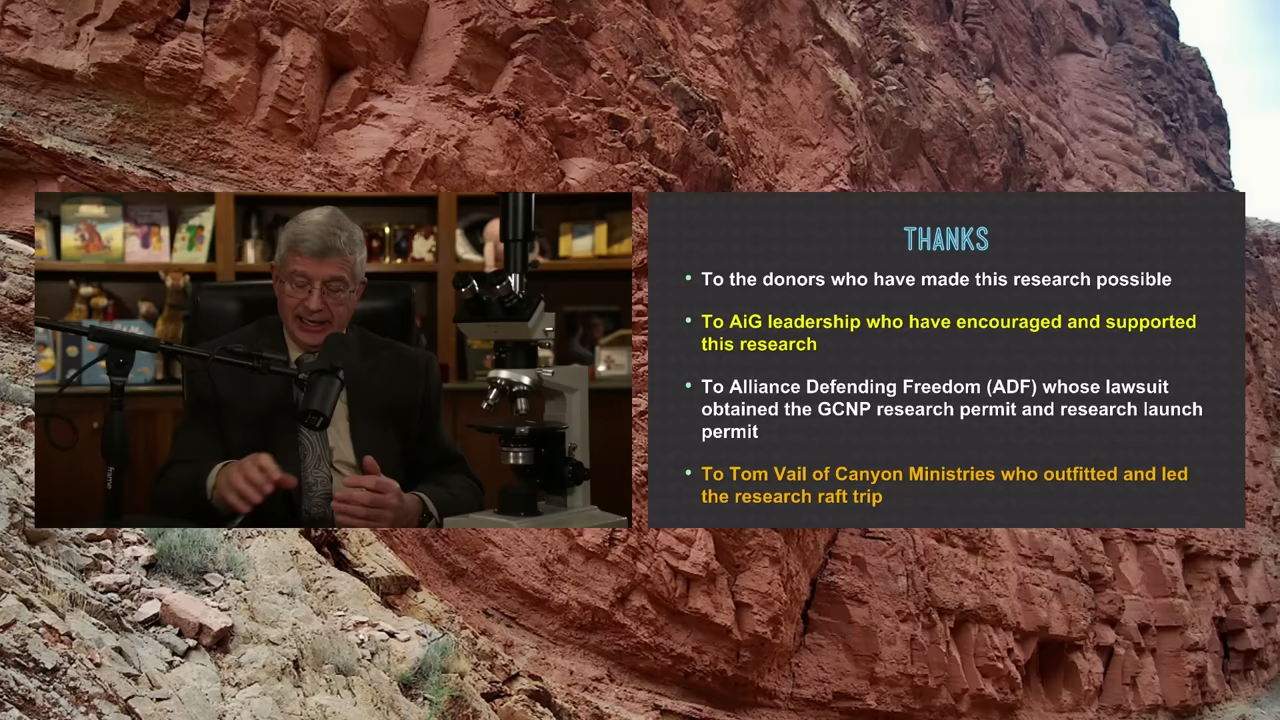 THANKS
• To the donors who have made this research possible
• To AiG leadership who have encouraged and supported
this research
• To Alliance Defending Freedom (ADF) whose lawsuit
obtained the GCNP research permit and research launch
permit
• To Tom Vail of Canyon Ministries who outfitted and led
the research raft trip
frame